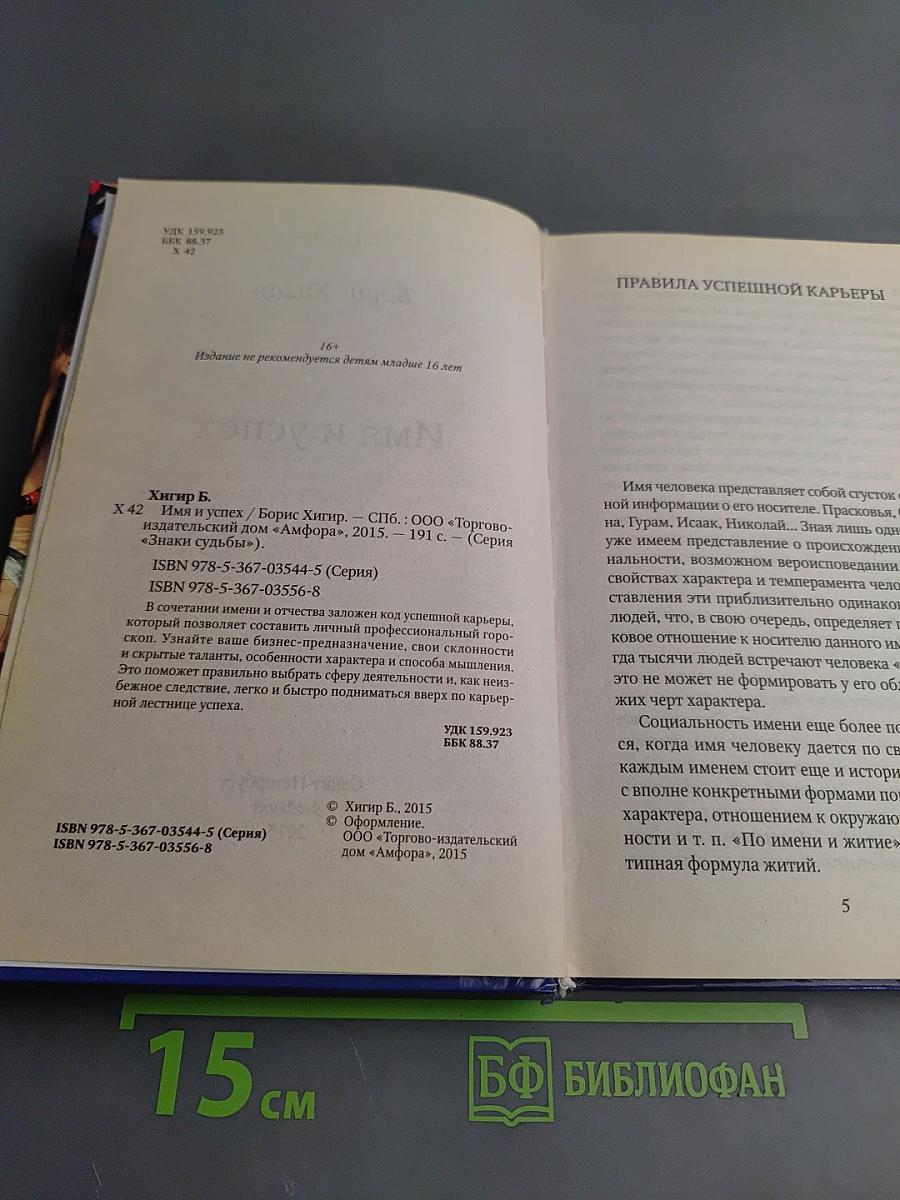 УДК 159.923
ББК 88.37
Х 42
16+
Издание не рекомендуется детям младше 16 лет
Хигир Б.
Х 42 Имя и успех / Борис Хигир. — СПб. : ООО «Торгово-
издательский дом «Амфора», 2015. — 191 с. — (Серия
«Знаки судьбы»).
ISBN 978-5-367-03544-5 (Серия)
ISBN 978-5-367-03556-8
В сочетании имени и отчества заложен код успешной карьеры,
который позволяет составить личный профессиональный горо-
скоп. Узнайте ваше бизнес-предназначение, свои склонности
и скрытые таланты, особенности характера и способа мышления.
Это поможет правильно выбрать сферу деятельности и, как неиз-
бежное следствие, легко и быстро подниматься вверх по карьер-
ной лестнице успеха.
УДК 159.923
ББК 88.37
© Хигир Б., 2015
© Оформление.
ООО «Торгово-издательский
дом «Амфора», 2015
ISBN 978-5-367-03544-5 (Серия)
ISBN 978-5-367-03556-8
ПРАВИЛА УСПЕШНОЙ КАРЬЕРЫ
Имя человека представляет собой сгусток
ной информации о его носителе. Прасковья,
на, Гурам, Исаак, Николай... Зная лишь одн
уже имеем представление о происхождени
нальности, возможном вероисповедании
свойствах характера и темперамента чело
ставления эти приблизительно одинаков
людей, что, в свою очередь, определяет
ковое отношение к носителю данного им
гда тысячи людей встречают человека «
это не может не формировать у его об
жих черт характера.
Социальность имени еще более по
ся, когда имя человеку дается по св
каждым именем стоит еще и истори
с вполне конкретными формами по
характера, отношением к окружаю
ности и т. п. «По имени и житие»
типная формула житий.
5
15 см
БФ БИБЛИОФАН